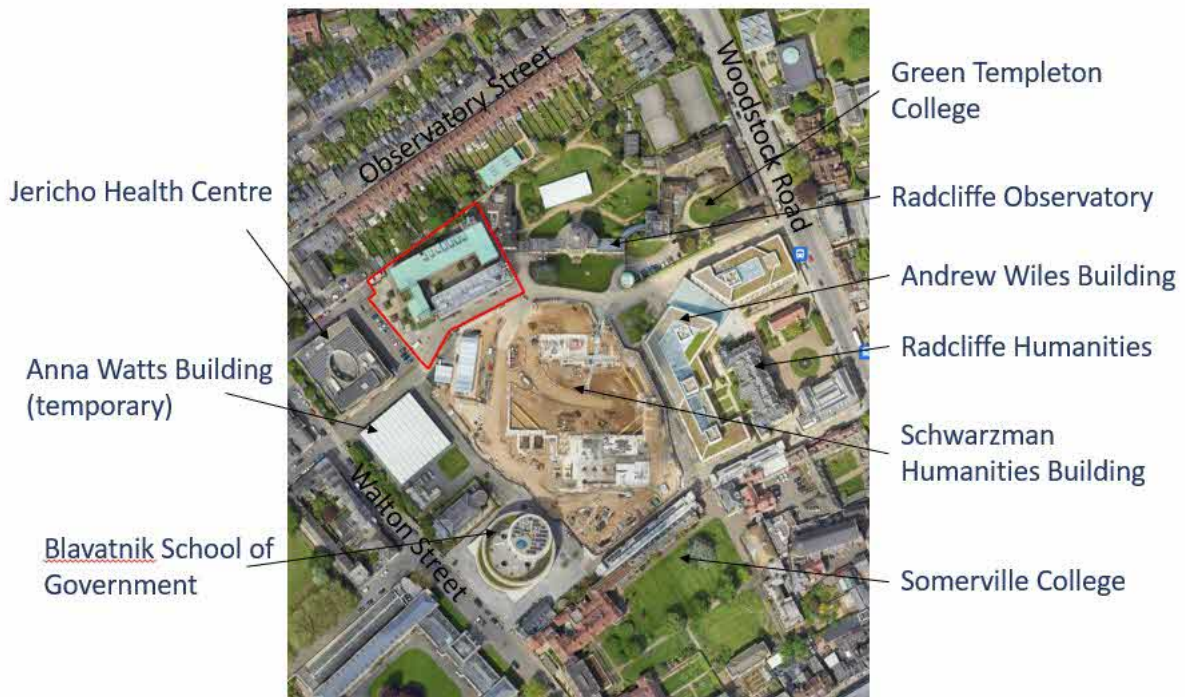 Observatory Street
Woodstock Road
Walton Street
Jericho Health Centre
Anna Watts Building
(temporary)
Blavatnik School of
Government
Green Templeton
College
Radcliffe Observatory
Andrew Wiles Building
Radcliffe Humanities
Schwarzman
Humanities Building
Somerville College